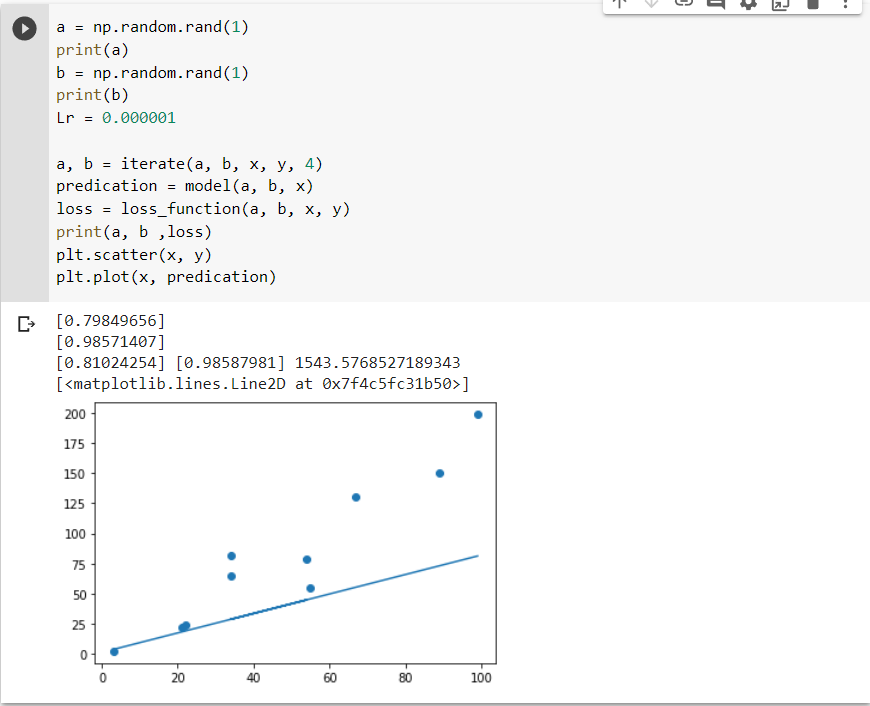 a = np.random.rand(1)
print(a)
b = np.random.rand(1)
print(b)
Lr = 0.000001
a, b = iterate(a, b, x, y, 4)
predication = model(a, b, x)
loss = loss_function(a, b, x, y)
print(a, b ,loss)
plt.scatter(x, y)
plt.plot(x, predication)
[0.79849656]
[0.98571407]
[0.81024254] [0.98587981] 1543.5768527189343
[<matplotlib.lines.Line2D at 0x7f4c5fc31b50>]
200
175
150
125
100
75
50
25
0
0 20 40 60 80 100